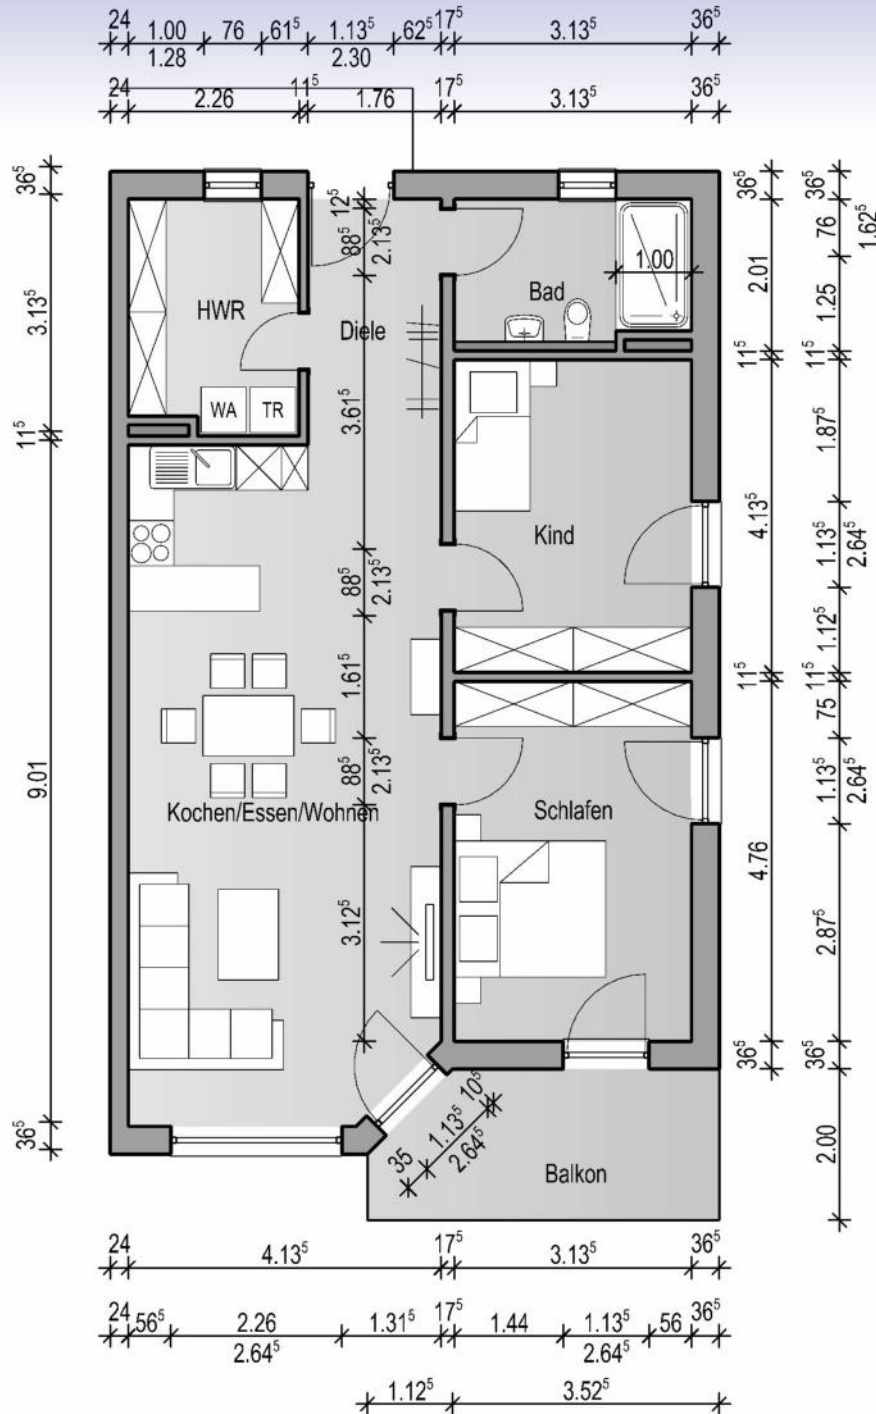 24 1.00 76 61⁵ 1.13⁵ 62⁵ 17⁵ 3.13⁵ 36⁵
1.28 2.30
24 2.26 11⁵ 1.76 17⁵ 3.13⁵ 36⁵
36⁵ 3.13⁵ 11⁵ 9.01 36⁵
HWR
WA TR
Diele
12⁵
88⁵
2.13⁵
3.61⁵
88⁵
2.13⁵
1.61⁵
88⁵
2.13⁵
3.12⁵
Bad
1.00
Kind
Kochen/Essen/Wohnen
Schlafen
35 1.13⁵ 10⁵
2.64⁵
Balkon
36⁵ 2.01 11⁵ 4.13⁵ 11⁵ 4.76 36⁵
36⁵ 76 1.25 11⁵ 1.87⁵ 1.13⁵ 1.12⁵ 11⁵ 75 1.13⁵ 2.87⁵ 36⁵ 2.00
1.62⁵ 2.64⁵ 2.64⁵
24 4.13⁵ 17⁵ 3.13⁵ 36⁵
24 56⁵ 2.26 1.31⁵ 17⁵ 1.44 1.13⁵ 56 36⁵
2.64⁵ 2.64⁵
1.12⁵ 3.52⁵